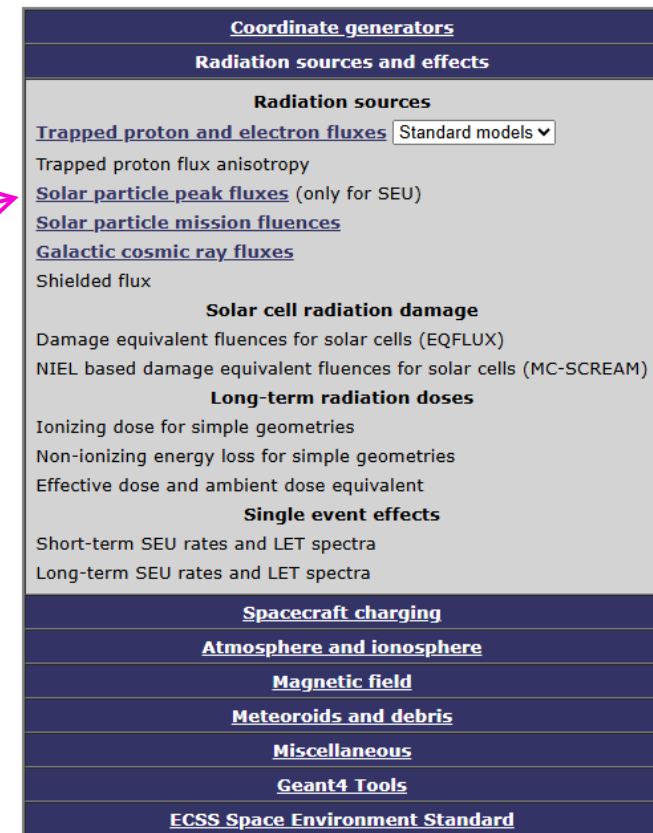 Coordinate generators
Radiation sources and effects
Radiation sources
Trapped proton and electron fluxes Standard models
Trapped proton flux anisotropy
Solar particle peak fluxes (only for SEU)
Solar particle mission fluences
Galactic cosmic ray fluxes
Shielded flux
Solar cell radiation damage
Damage equivalent fluences for solar cells (EQFLUX)
NIEL based damage equivalent fluences for solar cells (MC-SCREAM)
Long-term radiation doses
Ionizing dose for simple geometries
Non-ionizing energy loss for simple geometries
Effective dose and ambient dose equivalent
Single event effects
Short-term SEU rates and LET spectra
Long-term SEU rates and LET spectra
Spacecraft charging
Atmosphere and ionosphere
Magnetic field
Meteoroids and debris
Miscellaneous
Geant4 Tools
ECSS Space Environment Standard